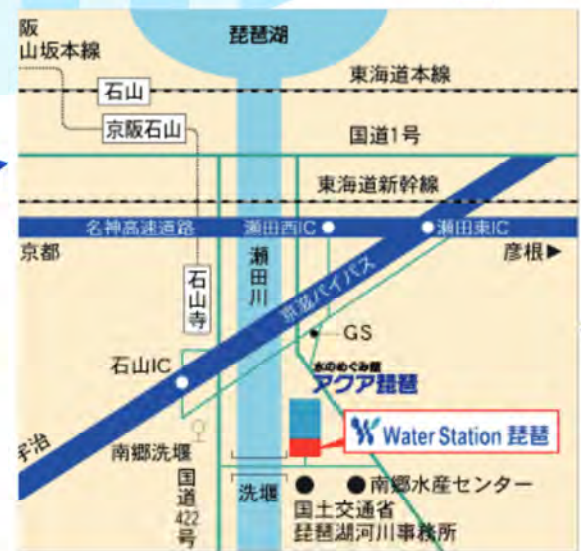 琵琶湖
阪
山坂本線
東海道本線
石山
京阪石山
国道1号
東海道新幹線
名神高速道路
瀬田西IC
瀬田東IC
京都
彦根▶
石山寺
瀬田川
京滋バイパス
GS
石山IC
水のめぐみ館
アクア琵琶
Water Station 琵琶
宇治
南郷洗堰
国道422号
洗堰
南郷水産センター
国土交通省
琵琶湖河川事務所